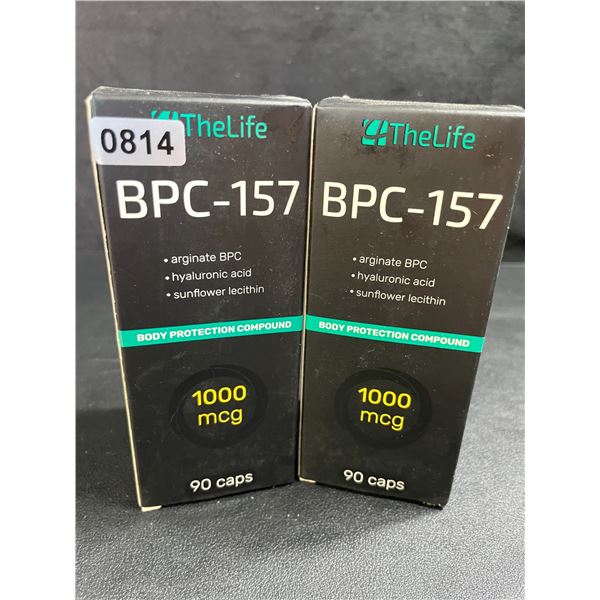 0814
TheLife
BPC-157
• arginate BPC
• hyaluronic acid
• sunflower lecithin
BODY PROTECTION COMPOUND
1000
mcg
90 caps
4TheLife
BPC-157
• arginate BPC
• hyaluronic acid
• sunflower lecithin
BODY PROTECTION COMPOUND
1000
mcg
90 caps